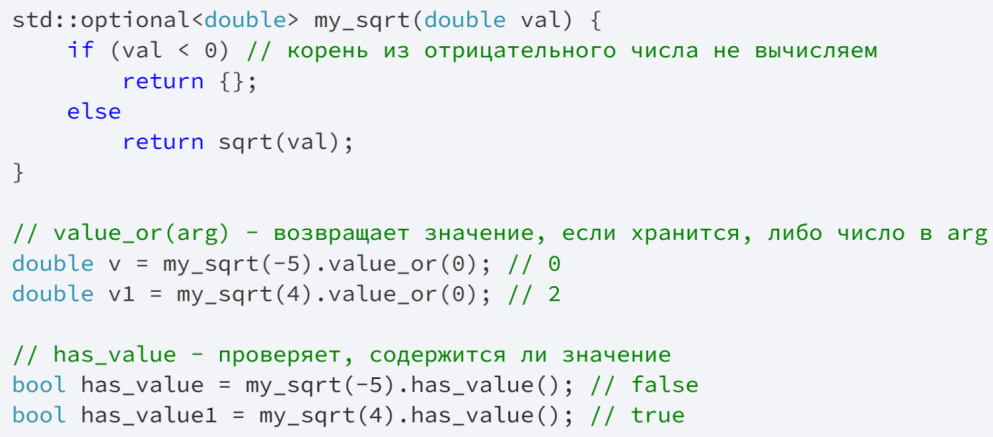 std::optional<double> my_sqrt(double val) {
    if (val < 0) // корень из отрицательного числа не вычисляем
        return {};
    else
        return sqrt(val);
}

// value_or(arg) - возвращает значение, если хранится, либо число в arg
double v = my_sqrt(-5).value_or(0); // 0
double v1 = my_sqrt(4).value_or(0); // 2

// has_value - проверяет, содержится ли значение
bool has_value = my_sqrt(-5).has_value(); // false
bool has_value1 = my_sqrt(4).has_value(); // true